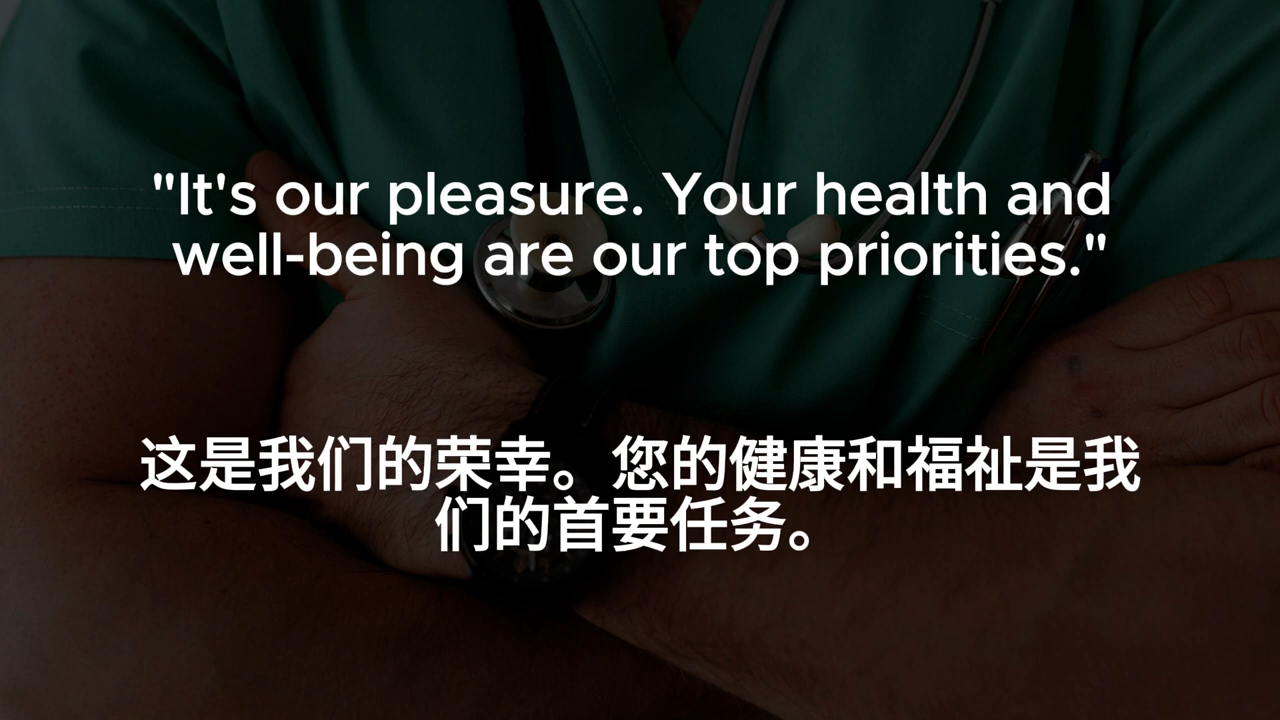 "It's our pleasure. Your health and
well-being are our top priorities."
这是我们的荣幸。您的健康和福祉是我
们的首要任务。